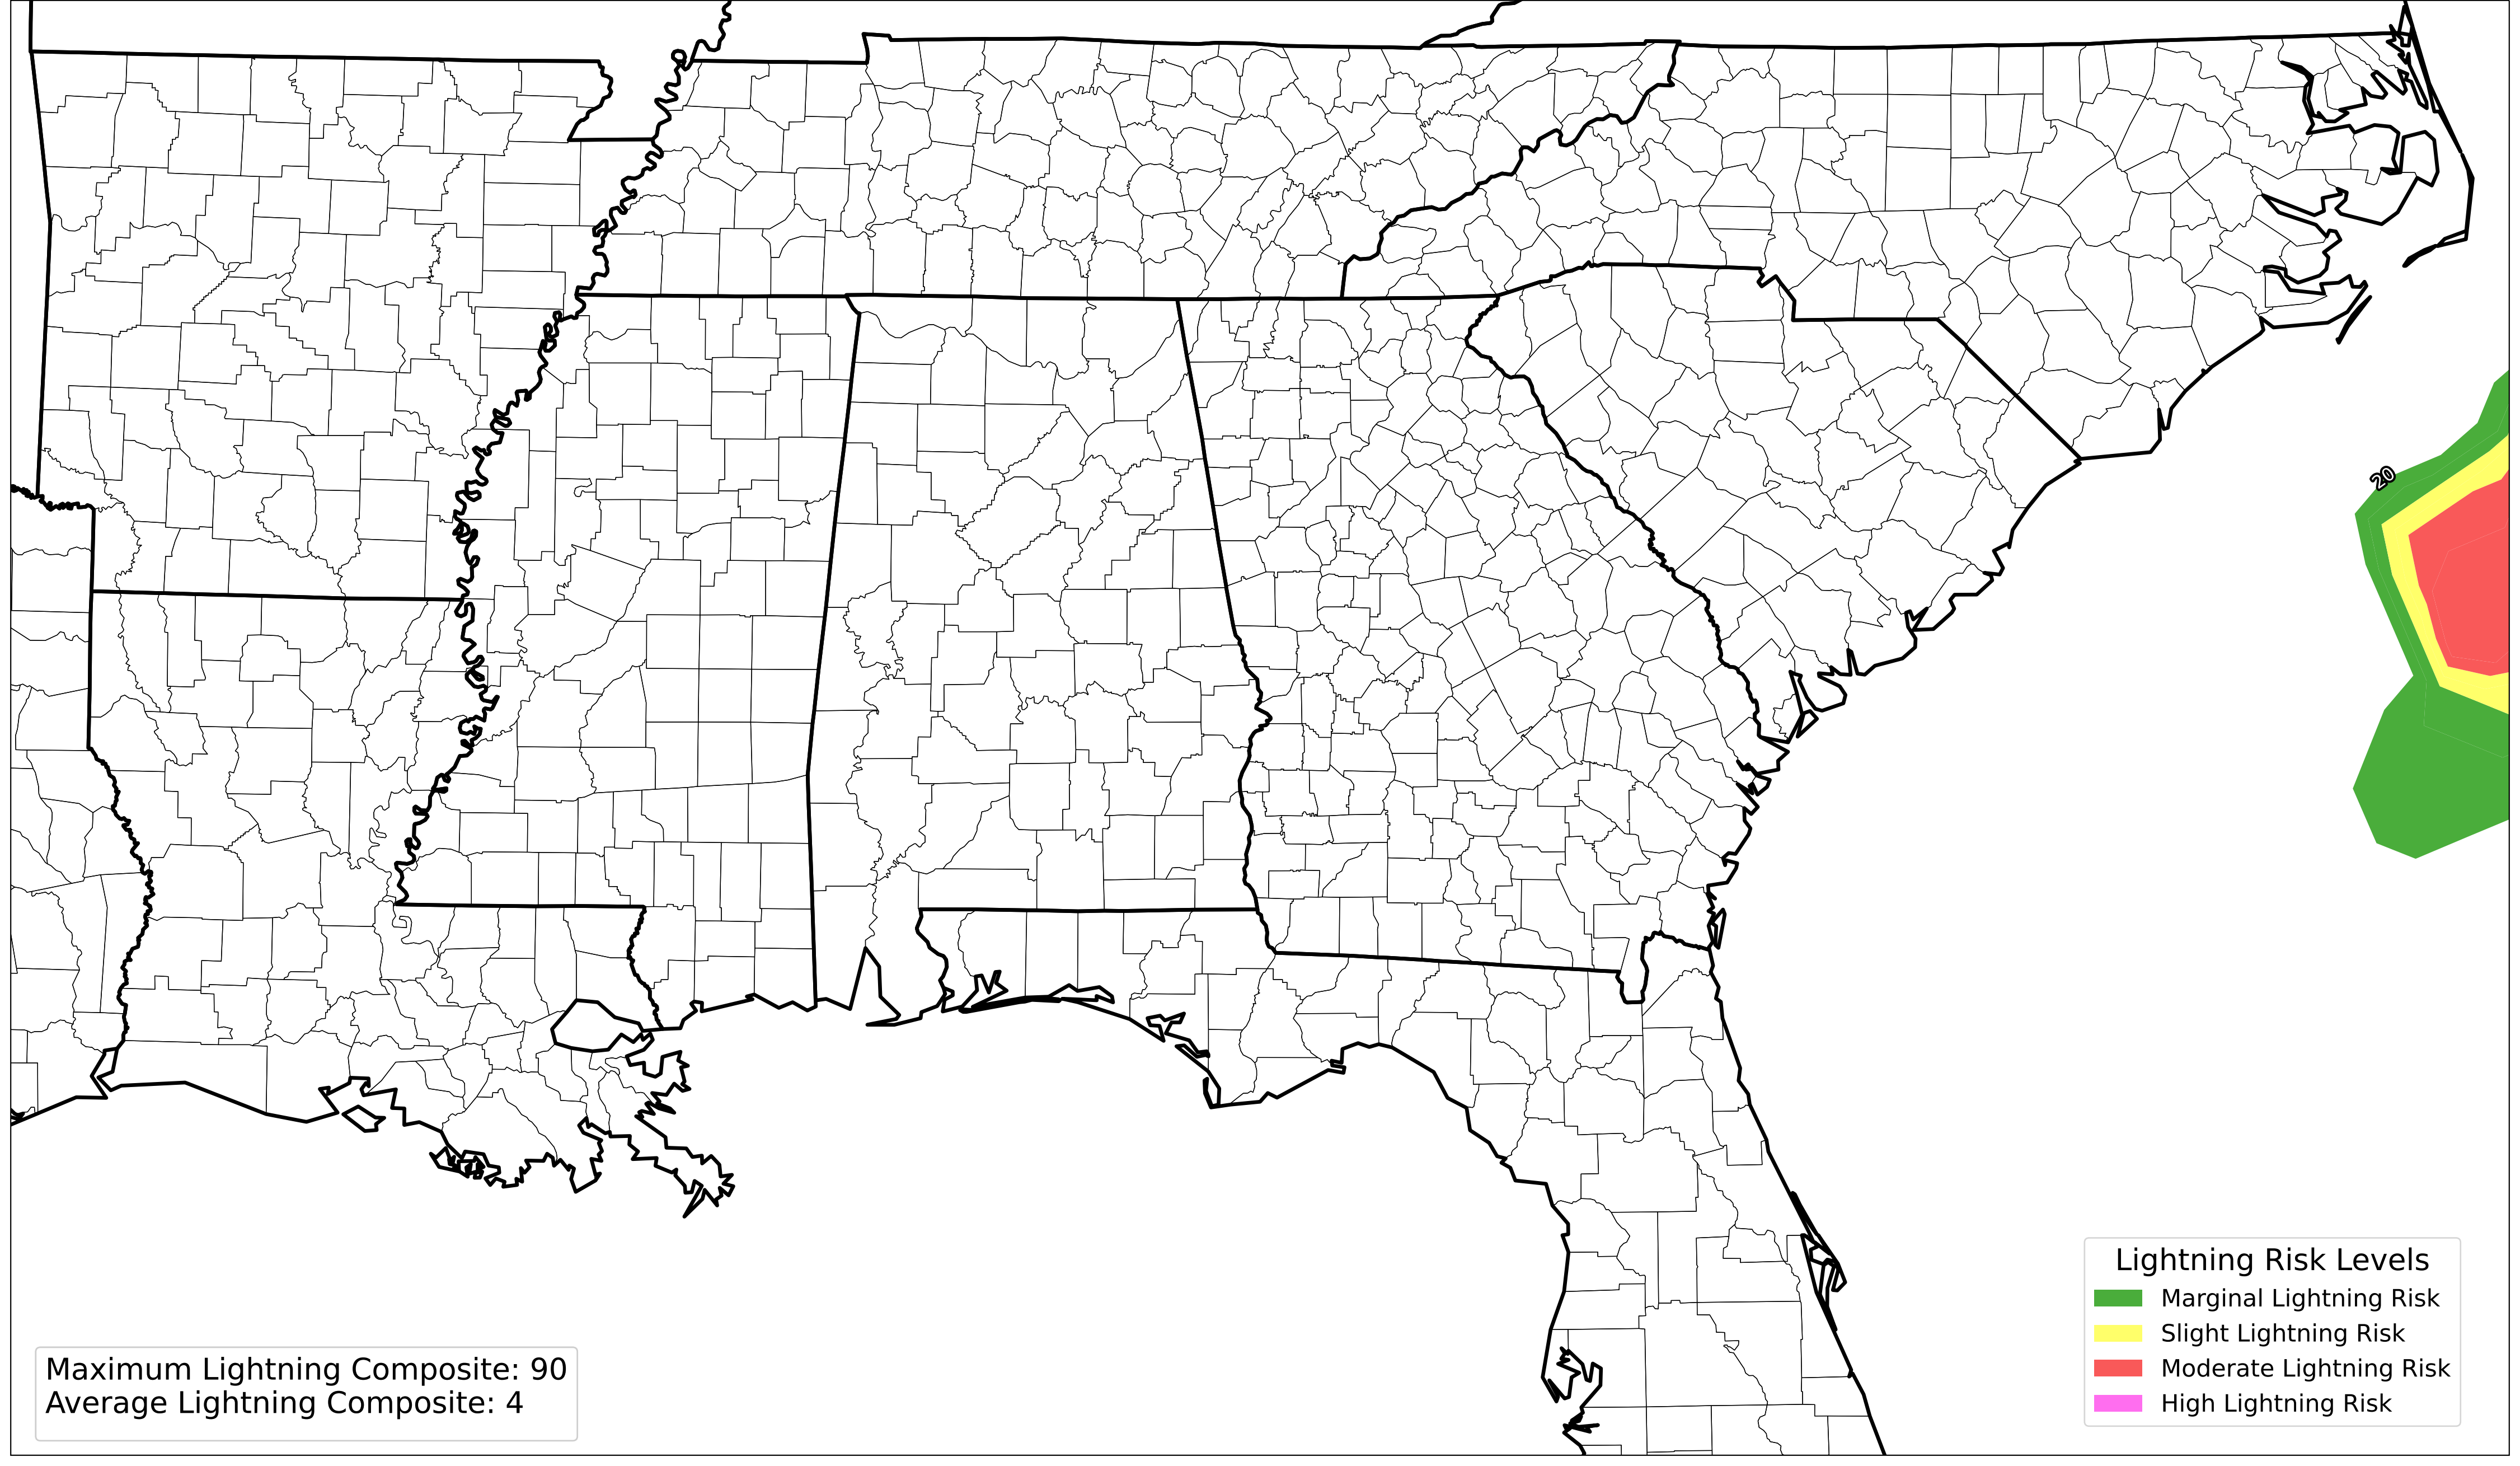 20
Lightning Risk Levels
Marginal Lightning Risk
Slight Lightning Risk
Moderate Lightning Risk
High Lightning Risk
Maximum Lightning Composite: 90
Average Lightning Composite: 4